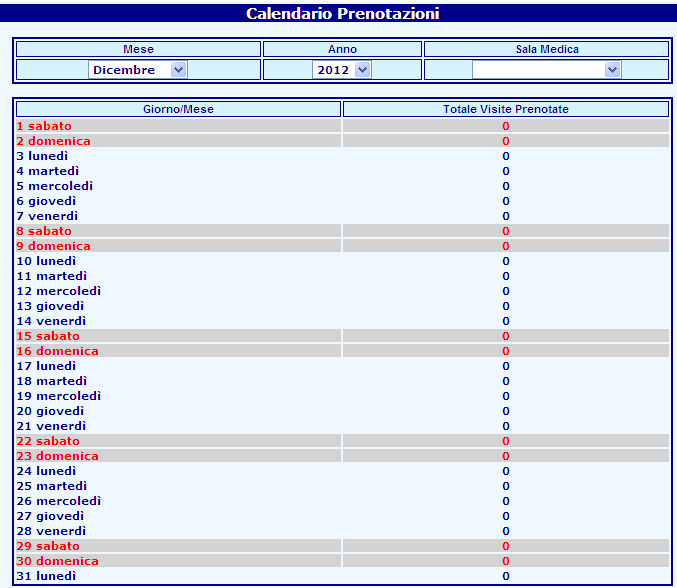 Calendario Prenotazioni
Mese Anno Sala Medica
Dicembre 2012
Giorno/Mese Totale Visite Prenotate
1 sabato 0
2 domenica 0
3 lunedì 0
4 martedì 0
5 mercoledì 0
6 giovedì 0
7 venerdì 0
8 sabato 0
9 domenica 0
10 lunedì 0
11 martedì 0
12 mercoledì 0
13 giovedì 0
14 venerdì 0
15 sabato 0
16 domenica 0
17 lunedì 0
18 martedì 0
19 mercoledì 0
20 giovedì 0
21 venerdì 0
22 sabato 0
23 domenica 0
24 lunedì 0
25 martedì 0
26 mercoledì 0
27 giovedì 0
28 venerdì 0
29 sabato 0
30 domenica 0
31 lunedì 0